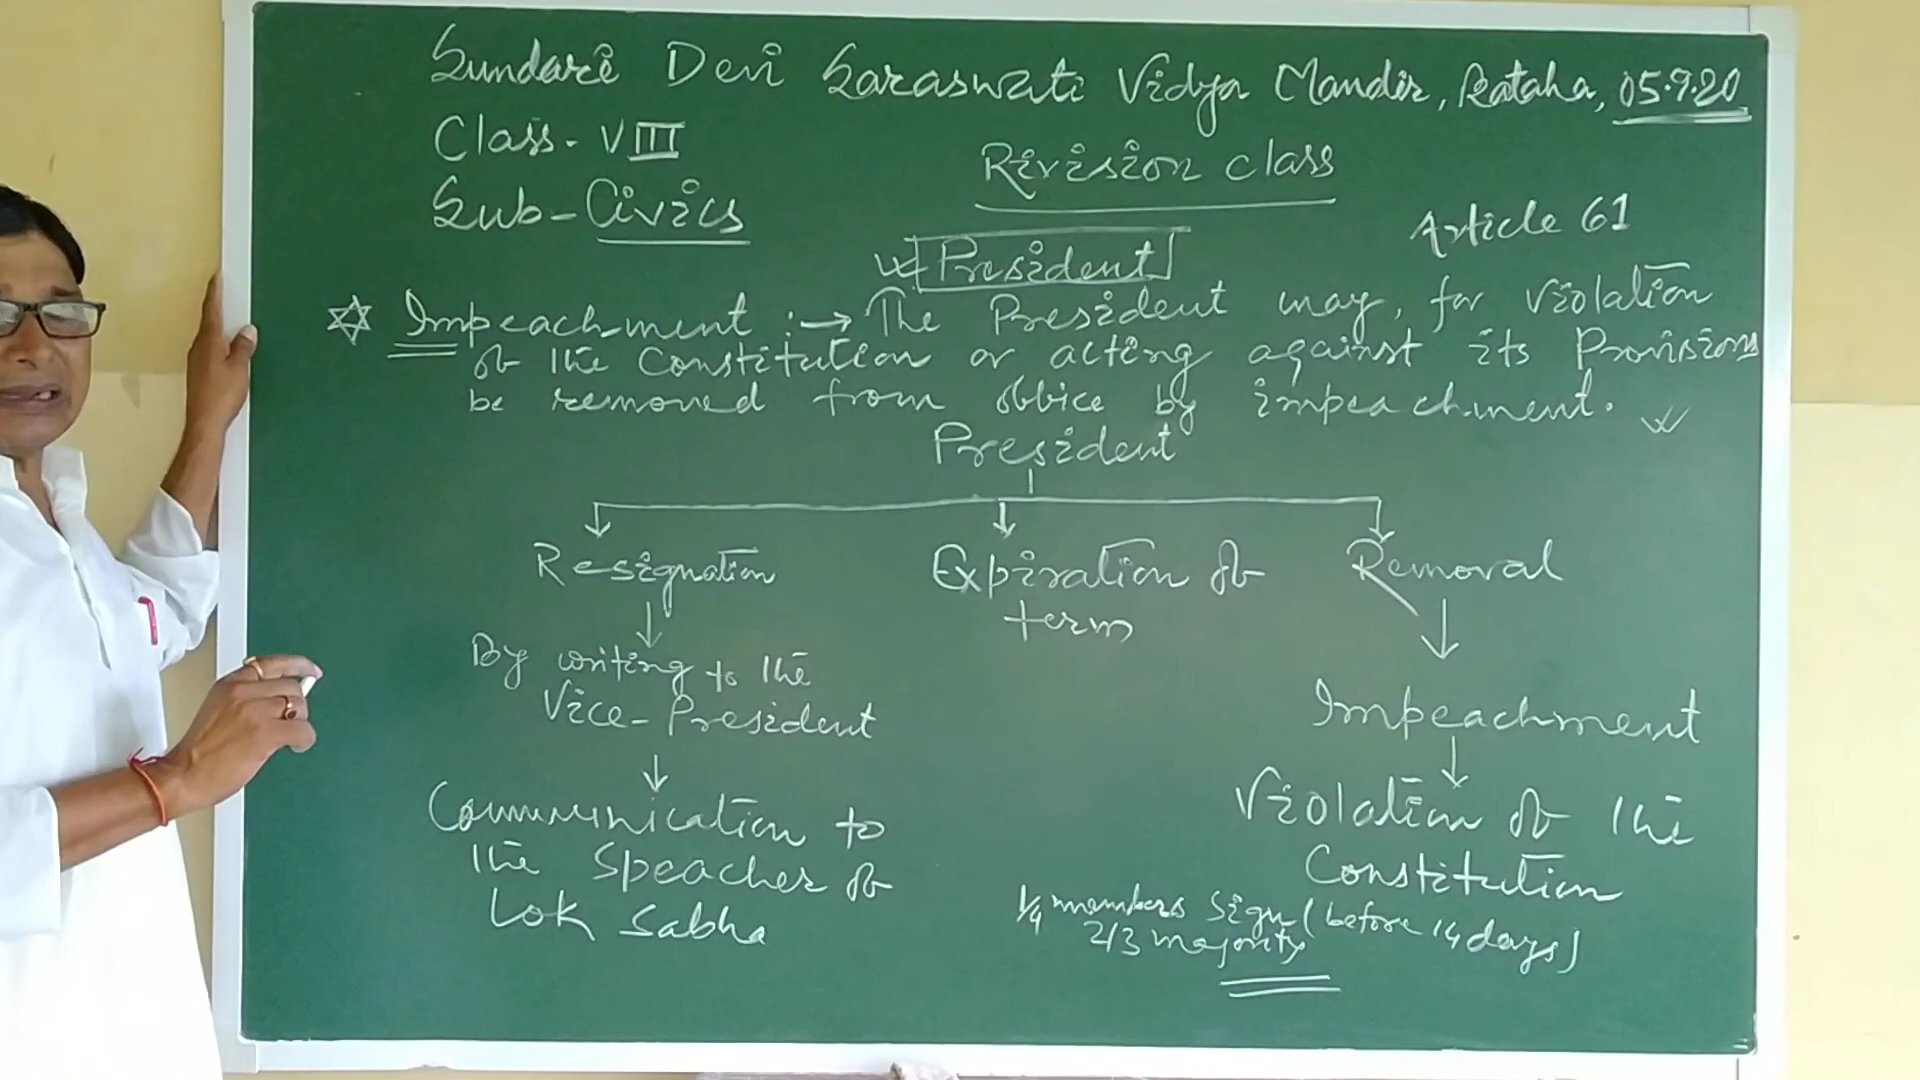 Sundari Devi Saraswati Vidya Mandir, Rataha, 05.9.20
Class- VIII
Rivision class
Sub- Civics
Article 61
President
Impeachment :→ The President may, for violation
of the Constitution or acting against its Provisions
be removed from office by impeachment.
President
Resignation Expiration of term Removal
By writing to the
Vice-President
Impeachment
Communication to
the Speacher of
Lok Sabha
Violation of the
Constitution
1/4 members sign (before 14 days)
2/3 majority